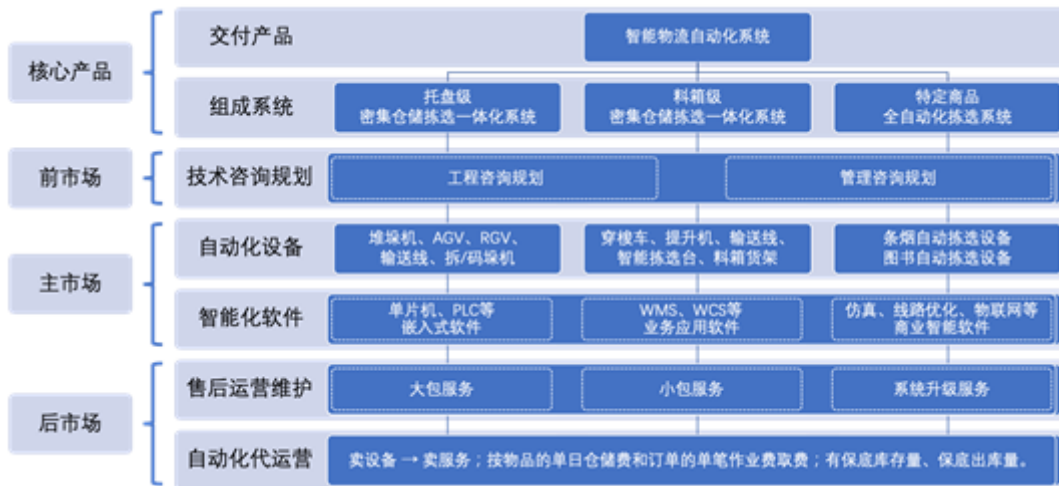 核心产品
交付产品
智能物流自动化系统
组成系统
托盘级
密集仓储拣选一体化系统
料箱级
密集仓储拣选一体化系统
特定商品
全自动化拣选系统
前市场
技术咨询规划
工程咨询规划
管理咨询规划
主市场
自动化设备
堆垛机、AGV、RGV、
输送线、拆/码垛机
穿梭车、提升机、输送线、
智能拣选台、料箱货架
条烟自动拣选设备
图书自动拣选设备
智能化软件
单片机、PLC等
嵌入式软件
WMS、WCS等
业务应用软件
仿真、线路优化、物联网等
商业智能软件
后市场
售后运营维护
大包服务
小包服务
系统升级服务
自动化代运营
卖设备 → 卖服务；按物品的单日仓储费和订单的单笔作业费取费；有保底库存量、保底出库量。